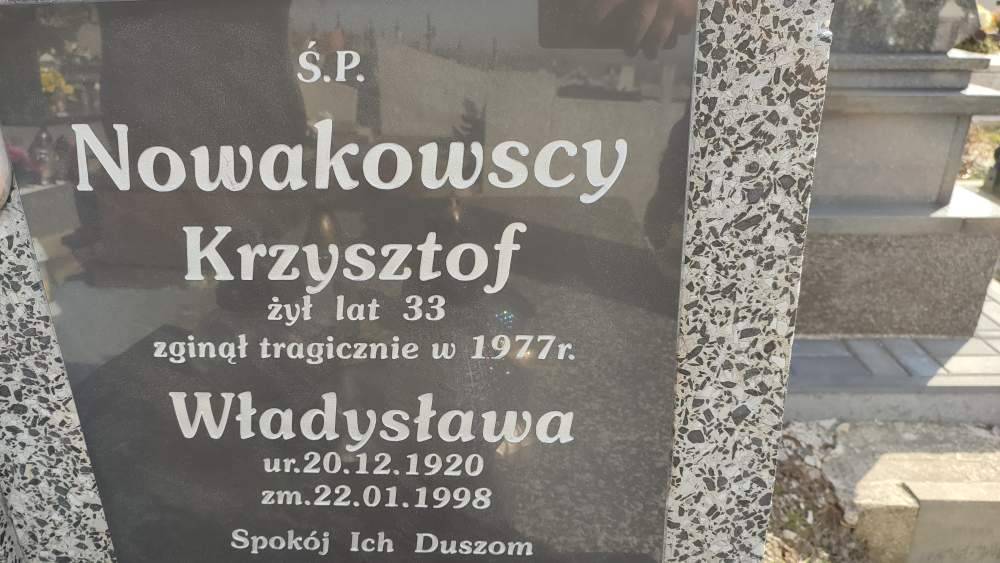 Ś.P.
Nowakowscy
Krzysztof
żył lat 33
zginął tragicznie w 1977r.
Władysława
ur.20.12.1920
zm.22.01.1998
Spokój Ich Duszom